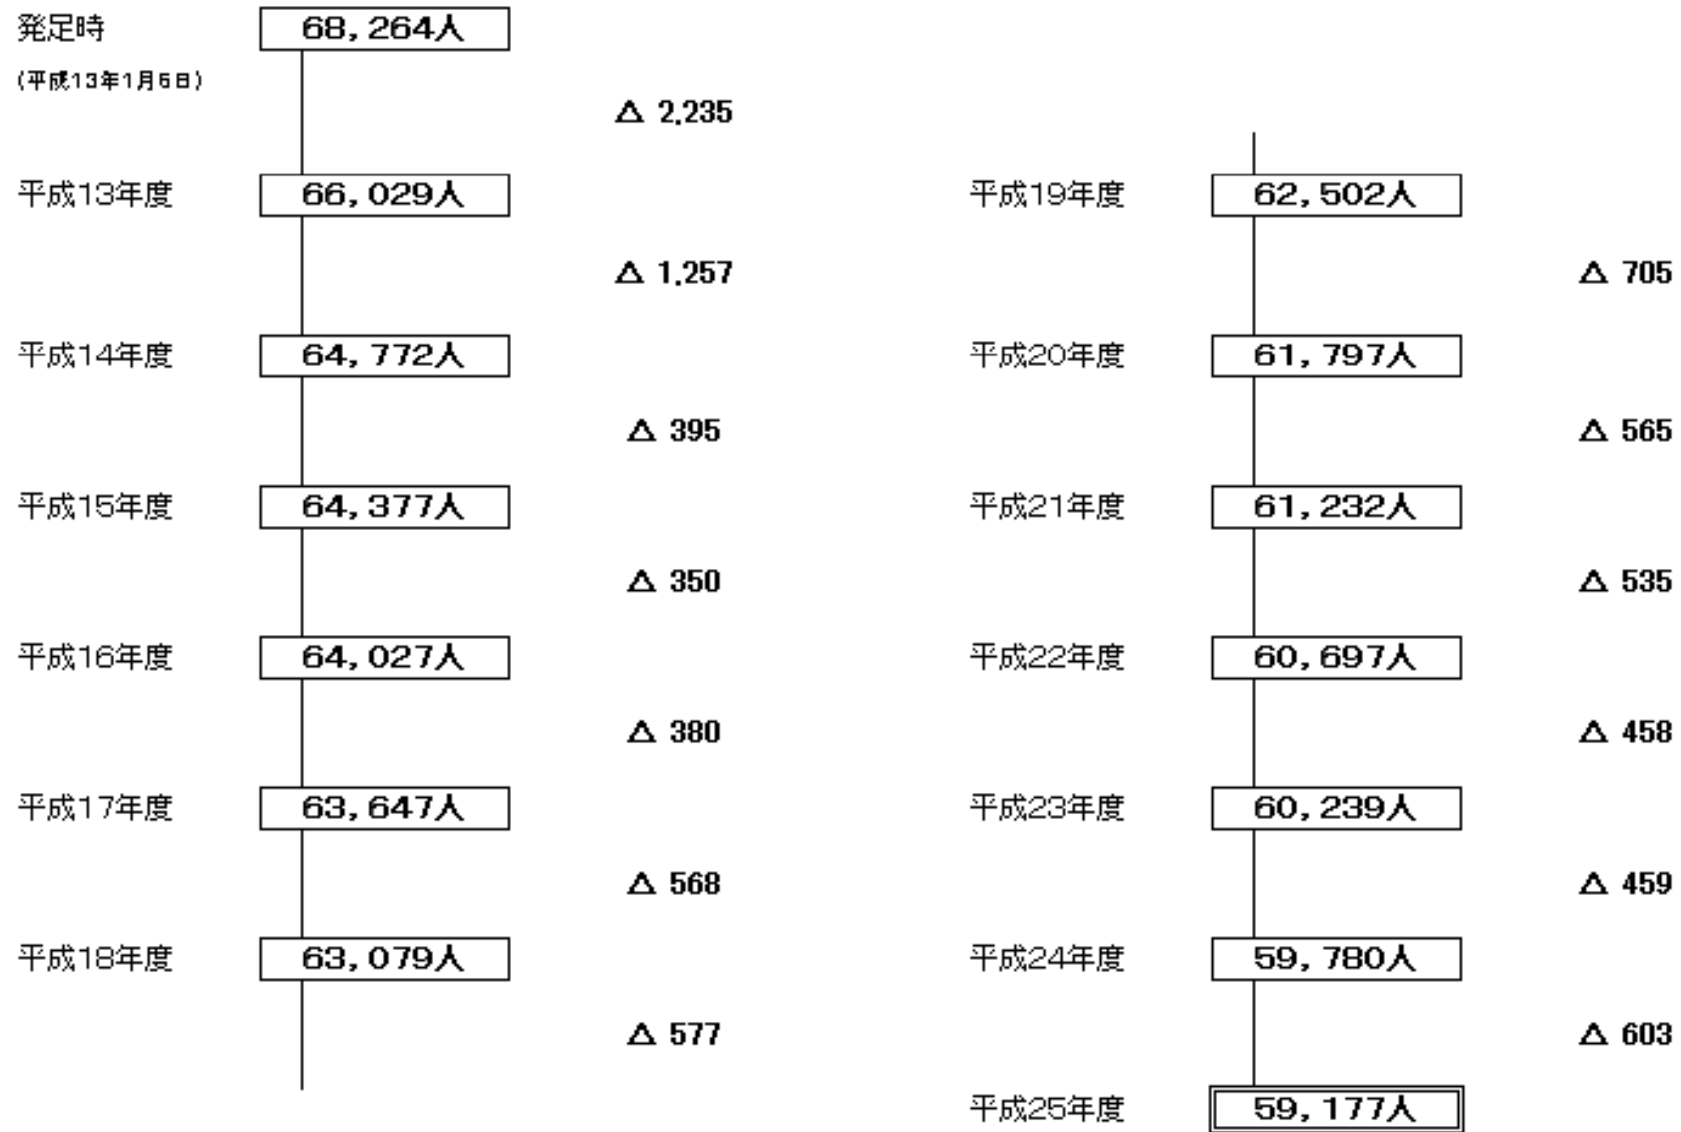 発足時 68,264人
(平成13年1月6日)
△ 2,235
平成13年度 66,029人
△ 1,257
平成14年度 64,772人
△ 395
平成15年度 64,377人
△ 350
平成16年度 64,027人
△ 380
平成17年度 63,647人
△ 568
平成18年度 63,079人
△ 577
平成19年度 62,502人
△ 705
平成20年度 61,797人
△ 565
平成21年度 61,232人
△ 535
平成22年度 60,697人
△ 458
平成23年度 60,239人
△ 459
平成24年度 59,780人
△ 603
平成25年度 59,177人